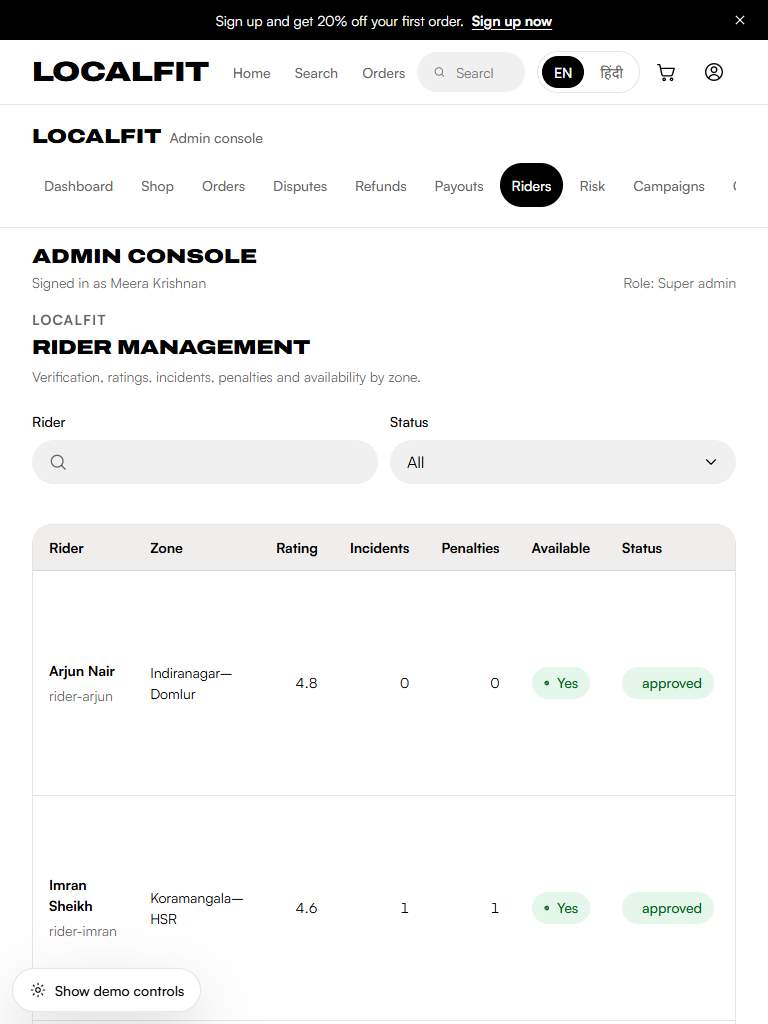 Sign up and get 20% off your first order. Sign up now
LOCALFIT Home Search Orders Search EN हिंदी
LOCALFIT Admin console
Dashboard Shop Orders Disputes Refunds Payouts Riders Risk Campaigns
ADMIN CONSOLE
Signed in as Meera Krishnan Role: Super admin
LOCALFIT
RIDER MANAGEMENT
Verification, ratings, incidents, penalties and availability by zone.
Rider Status
All
Rider Zone Rating Incidents Penalties Available Status
Arjun Nair
rider-arjun
Indiranagar–
Domlur
4.8 0 0 Yes approved
Imran
Sheikh
rider-imran
Koramangala–
HSR
4.6 1 1 Yes approved
Show demo controls